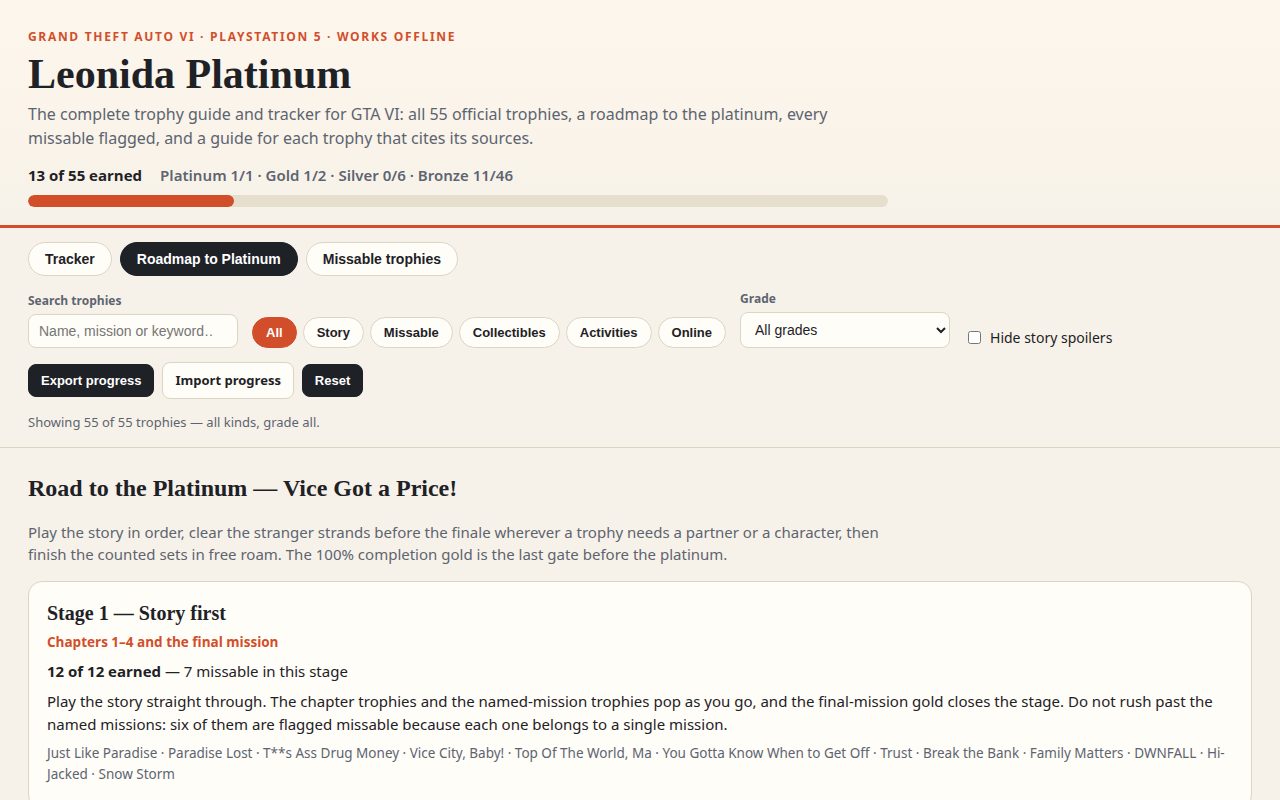 GRAND THEFT AUTO VI · PLAYSTATION 5 · WORKS OFFLINE
Leonida Platinum
The complete trophy guide and tracker for GTA VI: all 55 official trophies, a roadmap to the platinum, every
missable flagged, and a guide for each trophy that cites its sources.
13 of 55 earned Platinum 1/1 · Gold 1/2 · Silver 0/6 · Bronze 11/46
Tracker Roadmap to Platinum Missable trophies
Search trophies Grade
Name, mission or keyword.. All Story Missable Collectibles Activities Online All grades Hide story spoilers
Export progress Import progress Reset
Showing 55 of 55 trophies — all kinds, grade all.
Road to the Platinum — Vice Got a Price!
Play the story in order, clear the stranger strands before the finale wherever a trophy needs a partner or a character, then
finish the counted sets in free roam. The 100% completion gold is the last gate before the platinum.
Stage 1 — Story first
Chapters 1–4 and the final mission
12 of 12 earned — 7 missable in this stage
Play the story straight through. The chapter trophies and the named-mission trophies pop as you go, and the final-mission gold closes the stage. Do not rush past the
named missions: six of them are flagged missable because each one belongs to a single mission.
Just Like Paradise · Paradise Lost · T**s Ass Drug Money · Vice City, Baby! · Top Of The World, Ma · You Gotta Know When to Get Off · Trust · Break the Bank · Family Matters · DWNFALL · Hi-
Jacked · Snow Storm